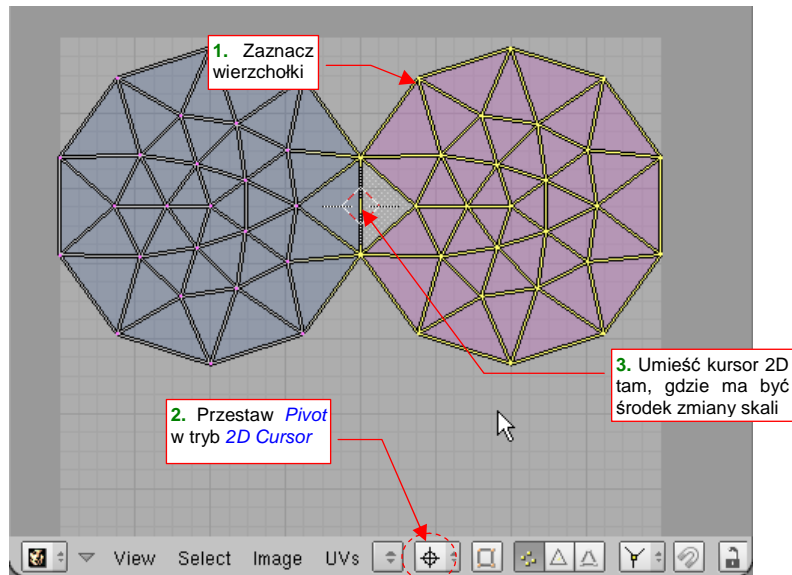 1. Zaznacz
wierzchołki
3. Umieść kursor 2D
tam, gdzie ma być
środek zmiany skali
2. Przestaw Pivot
w tryb 2D Cursor
View Select Image UVs